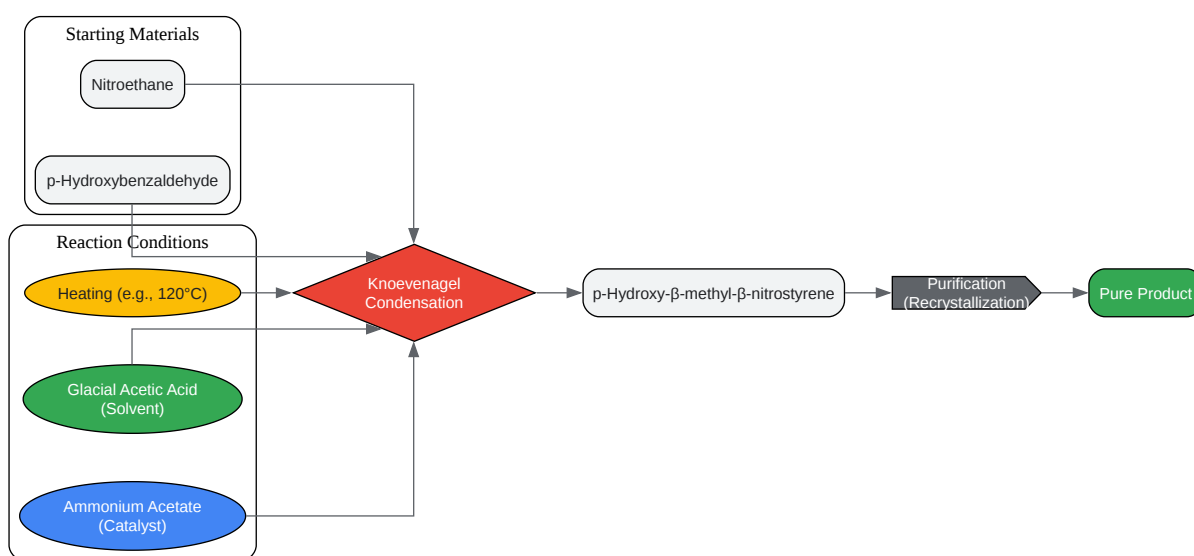 Starting Materials
Nitroethane
p-Hydroxybenzaldehyde
Reaction Conditions
Heating (e.g., 120°C)
Glacial Acetic Acid
(Solvent)
Ammonium Acetate
(Catalyst)
Knoevenagel
Condensation
p-Hydroxy-β-methyl-β-nitrostyrene
Purification
(Recrystallization)
Pure Product